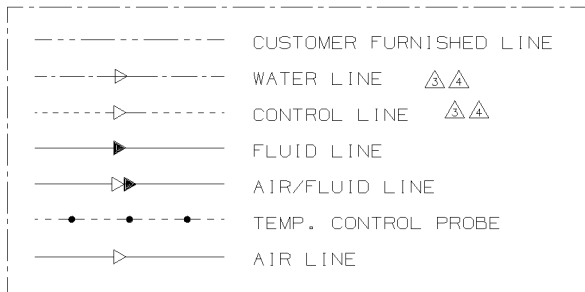 CUSTOMER FURNISHED LINE
WATER LINE 3 4
CONTROL LINE 3 4
FLUID LINE
AIR/FLUID LINE
TEMP. CONTROL PROBE
AIR LINE